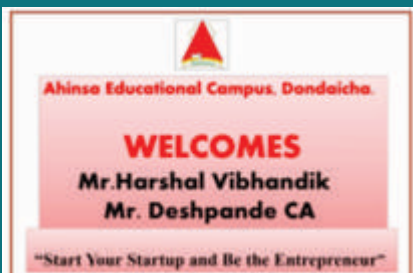 Ahinsa Educational Campus, Dondaicha.
WELCOMES
Mr.Harshal Vibhandik
Mr. Deshpande CA
"Start Your Startup and Be the Entrepreneur"